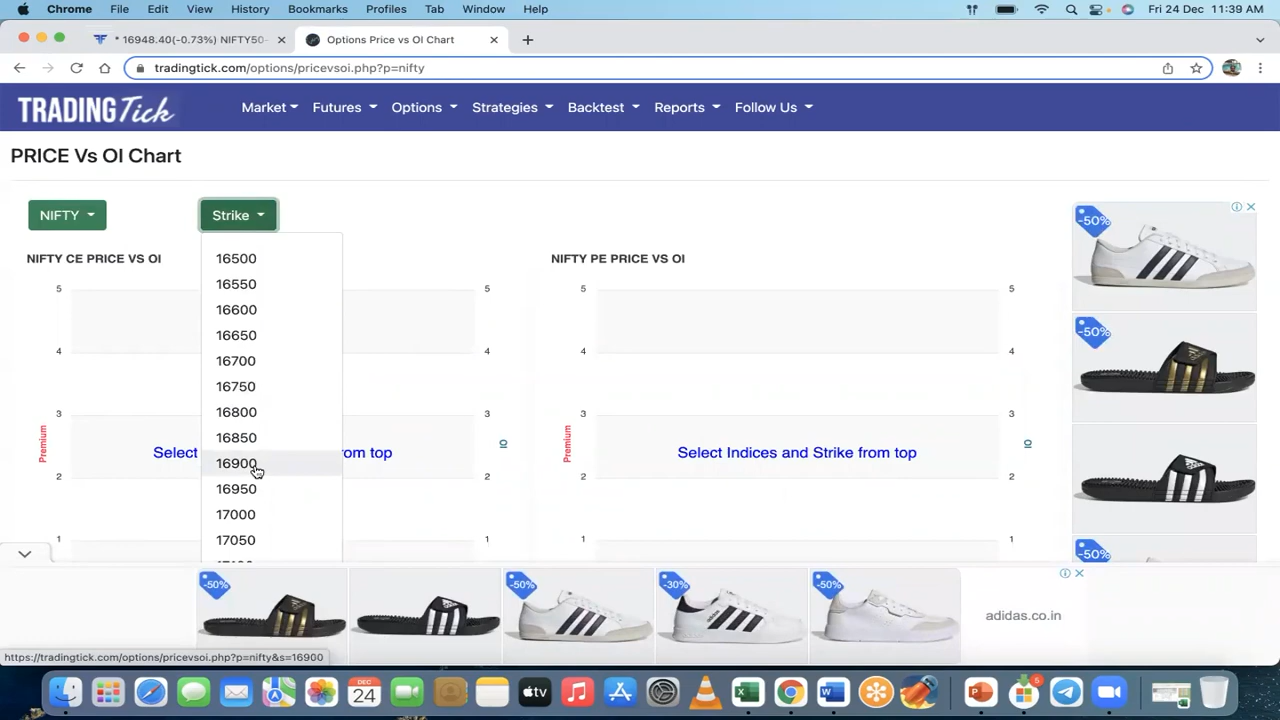 Chrome File Edit View History Bookmarks Profiles Tab Window Help Fri 24 Dec 11:39 AM
* 16948.40(-0.73%) NIFTY50- Options Price vs OI Chart
tradingtick.com/options/pricevsoi.php?p=nifty
TRADINGTick Market Futures Options Strategies Backtest Reports Follow Us
PRICE Vs OI Chart
NIFTY Strike
NIFTY CE PRICE VS OI
16500
16550
16600
16650
16700
16750
16800
16850
16900
16950
17000
17050
5
4
3
2
1
Premium
Select
om top
5
4
3
2
1
OI
NIFTY PE PRICE VS OI
5
4
3
2
1
Premium
Select Indices and Strike from top
5
4
3
2
1
OI
-50%
-50%
-50%
-50%
-50% -50% -30% -50%
adidas.co.in
https://tradingtick.com/options/pricevsoi.php?p=nifty&s=16900
DEC
24
tv
5